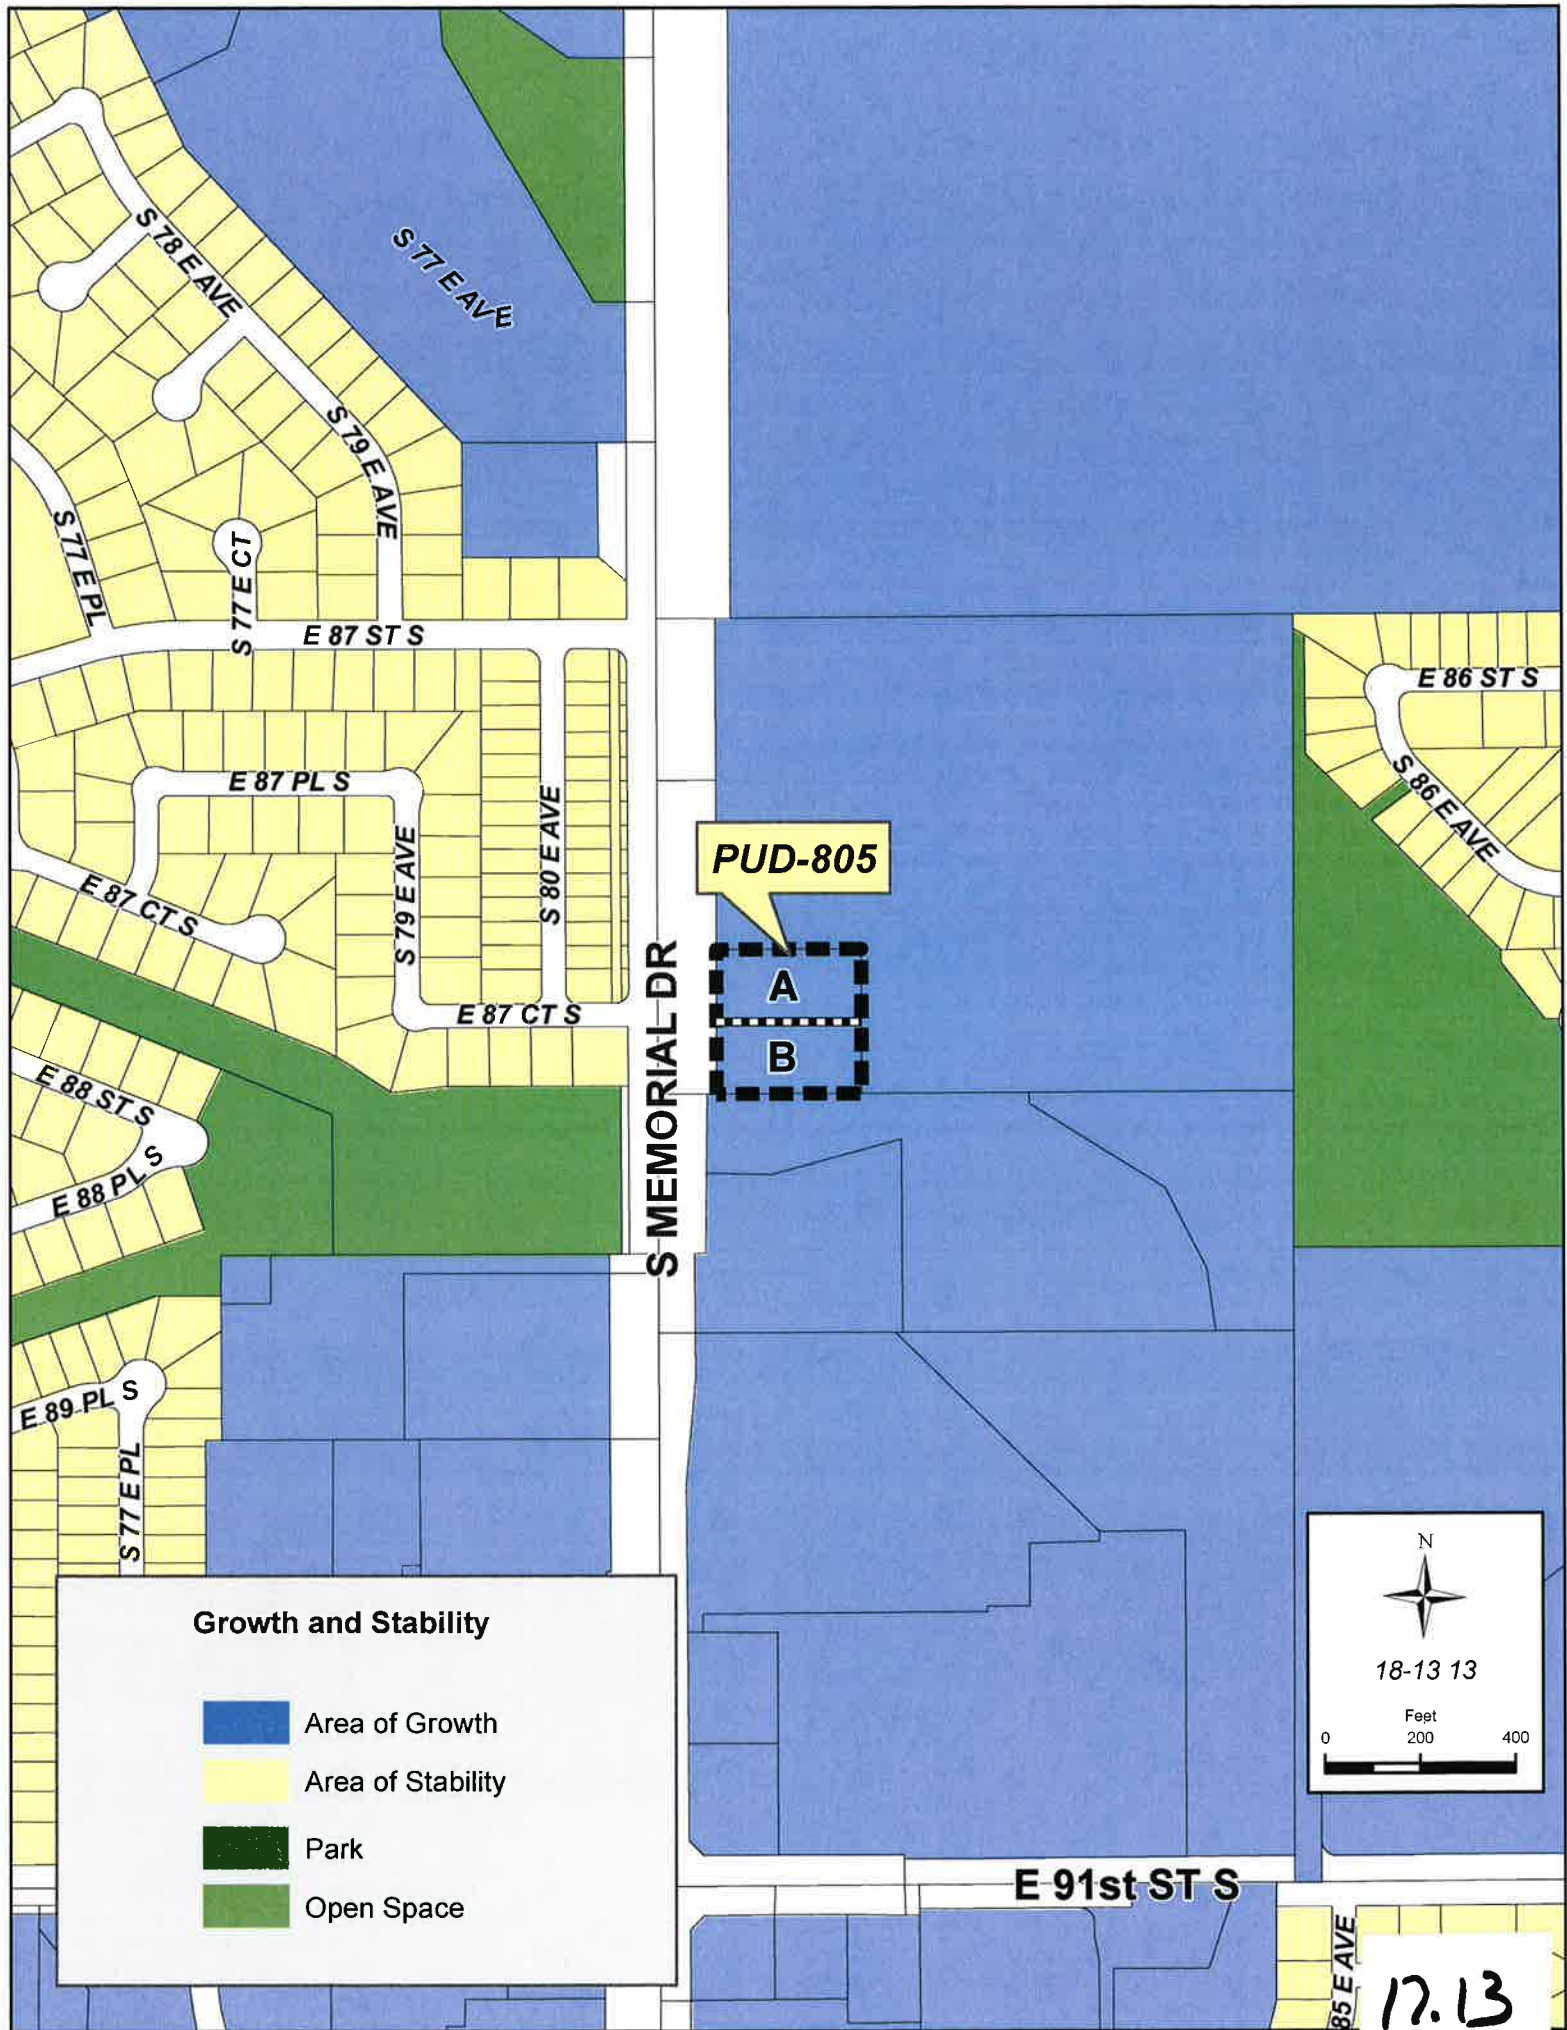 S 78 E AVE
S 77 E AVE
S 79 E AVE
S 77 E PL
S 77 E CT
E 87 ST S
E 86 ST S
S 86 E AVE
E 87 PL S
S 79 E AVE
S 80 E AVE
E 87 CT S
PUD-805
A
B
E 87 CT S
S MEMORIAL DR
E 88 ST S
E 88 PL S
E 89 PL S
S 77 E PL
Growth and Stability
Area of Growth
Area of Stability
Park
Open Space
N
18-13 13
Feet
0 200 400
E 91st ST S
85 E AVE
17.13